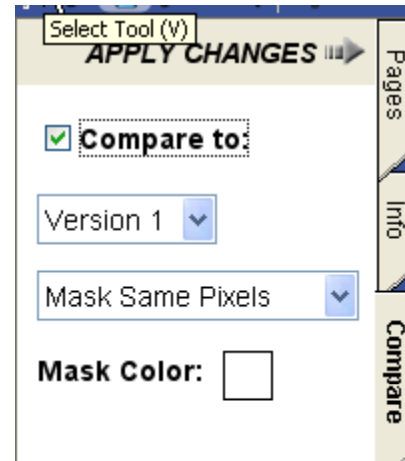 Select Tool (V)
APPLY CHANGES
Compare to:
Version 1
Mask Same Pixels
Mask Color:
Pages
Info
Compare